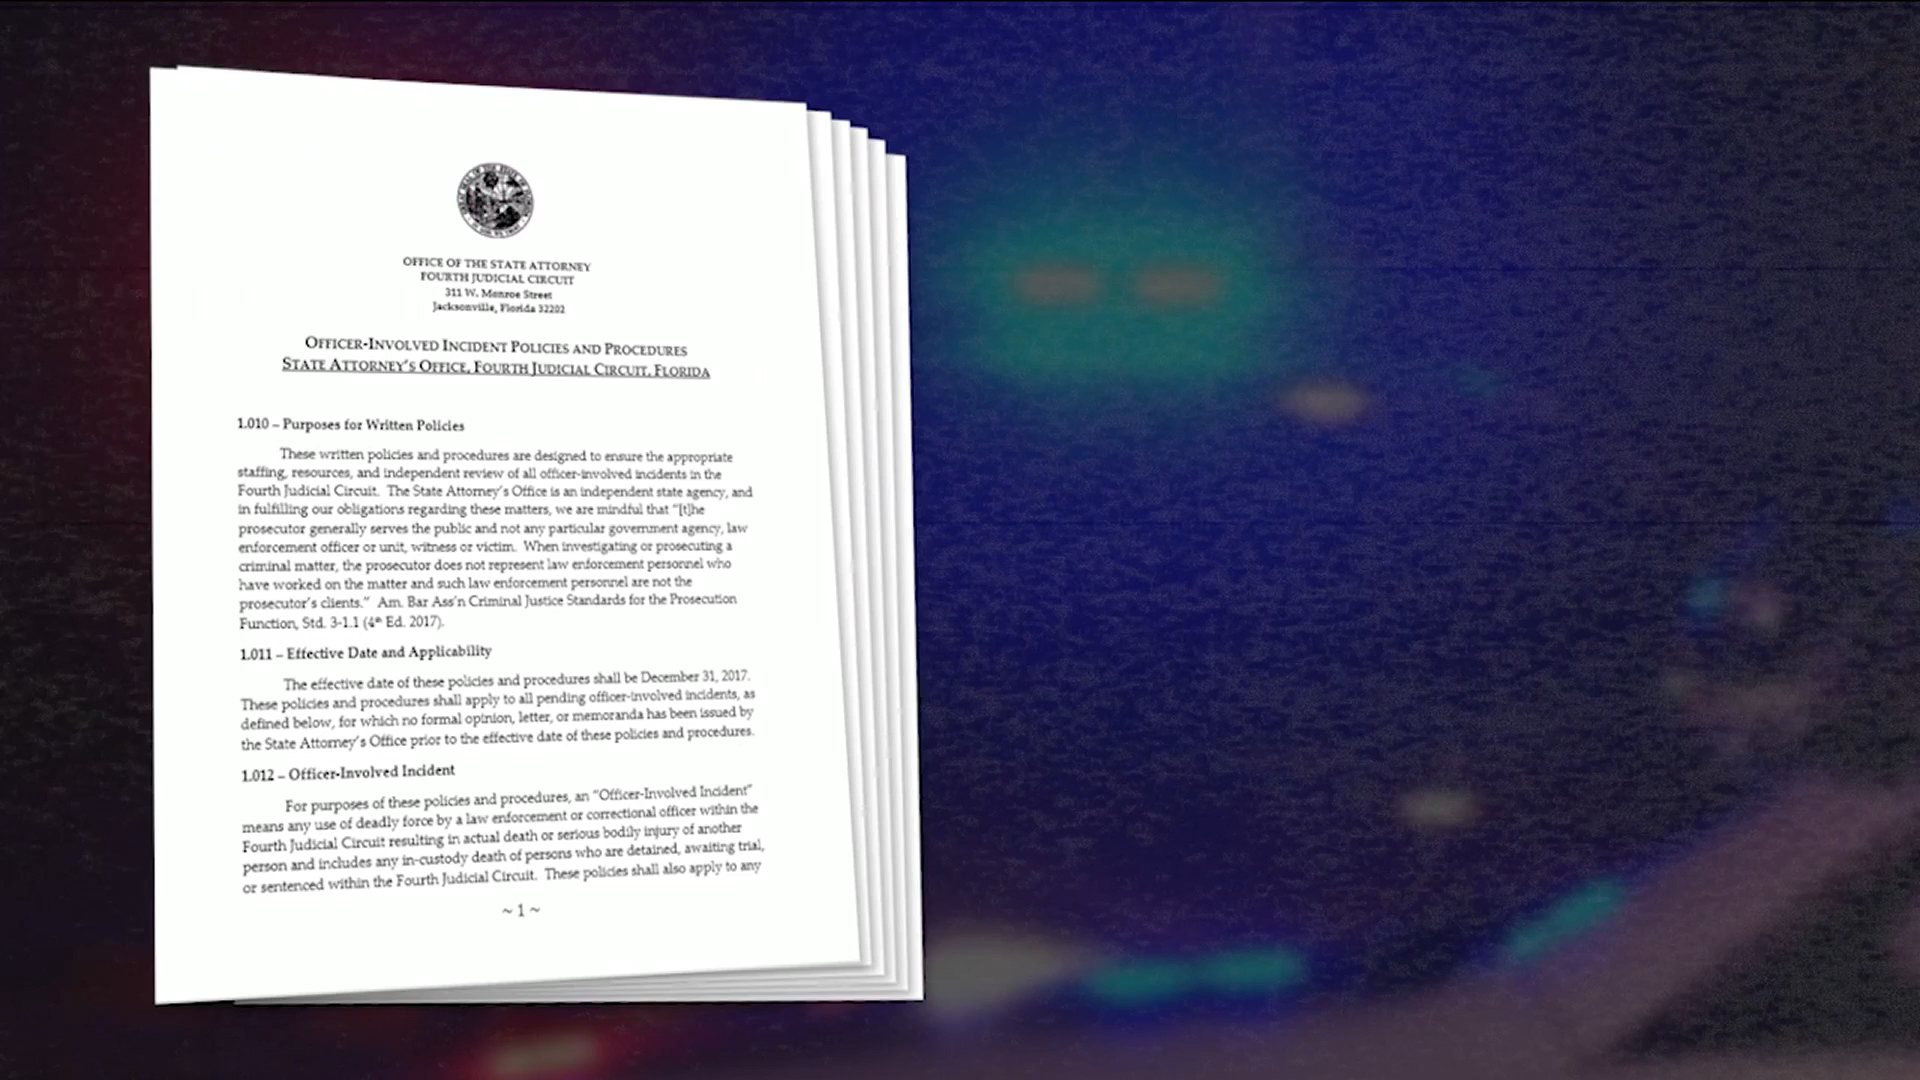 OFFICE OF THE STATE ATTORNEY
FOURTH JUDICIAL CIRCUIT
311 W. Monroe Street
Jacksonville, Florida 32202
OFFICER-INVOLVED INCIDENT POLICIES AND PROCEDURES
STATE ATTORNEY'S OFFICE, FOURTH JUDICIAL CIRCUIT, FLORIDA
1.010 – Purposes for Written Policies
These written policies and procedures are designed to ensure the appropriate
staffing, resources, and independent review of all officer-involved incidents in the
Fourth Judicial Circuit. The State Attorney's Office is an independent state agency, and
in fulfilling our obligations regarding these matters, we are mindful that "[t]he
prosecutor generally serves the public and not any particular government agency, law
enforcement officer or unit, witness or victim. When investigating or prosecuting a
criminal matter, the prosecutor does not represent law enforcement personnel who
have worked on the matter and such law enforcement personnel are not the
prosecutor's clients." Am. Bar Ass'n Criminal Justice Standards for the Prosecution
Function, Std. 3-1.1 (4th Ed. 2017).
1.011 – Effective Date and Applicability
The effective date of these policies and procedures shall be December 31, 2017.
These policies and procedures shall apply to all pending officer-involved incidents, as
defined below, for which no formal opinion, letter, or memoranda has been issued by
the State Attorney's Office prior to the effective date of these policies and procedures.
1.012 – Officer-Involved Incident
For purposes of these policies and procedures, an "Officer-Involved Incident"
means any use of deadly force by a law enforcement or correctional officer within the
Fourth Judicial Circuit resulting in actual death or serious bodily injury of another
person and includes any in-custody death of persons who are detained, awaiting trial,
or sentenced within the Fourth Judicial Circuit. These policies shall also apply to any
~ 1 ~